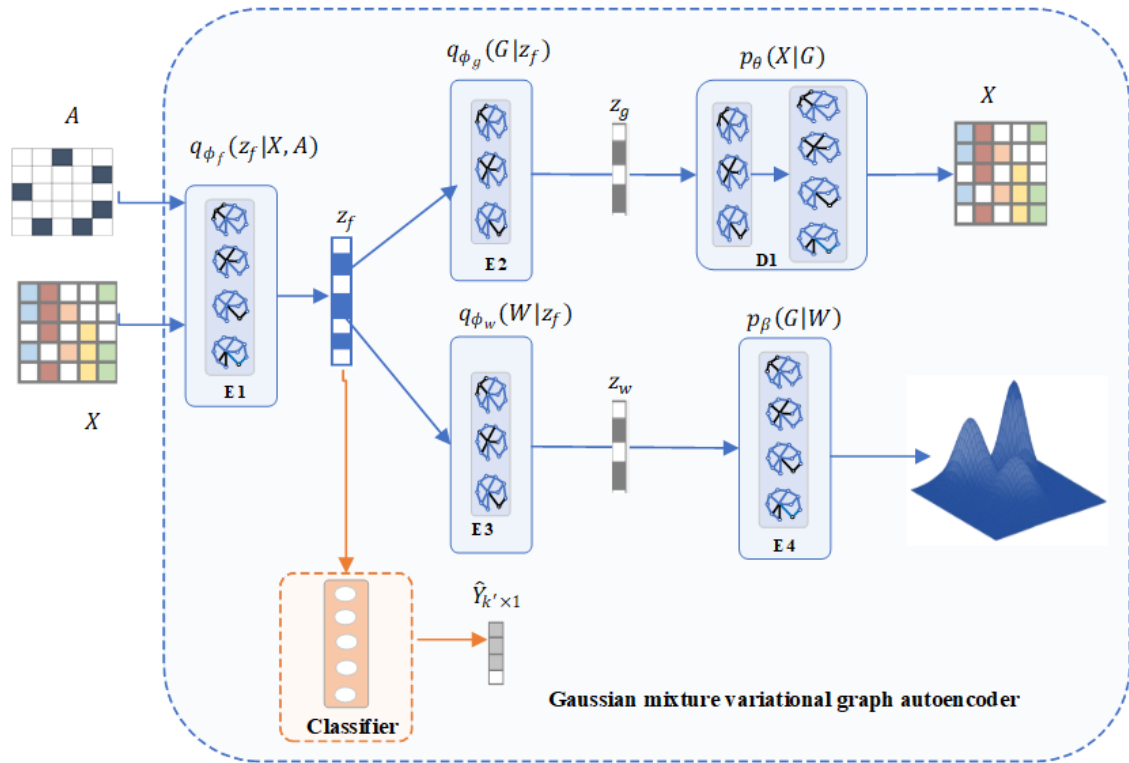 A
q_{ϕ_f}(z_f|X, A)
X
E1
z_f
q_{ϕ_g}(G|z_f)
E2
z_g
p_θ(X|G)
D1
X
q_{ϕ_w}(W|z_f)
E3
z_w
p_β(G|W)
E4
Classifier
Ŷ_{k′×1}
Gaussian mixture variational graph autoencoder